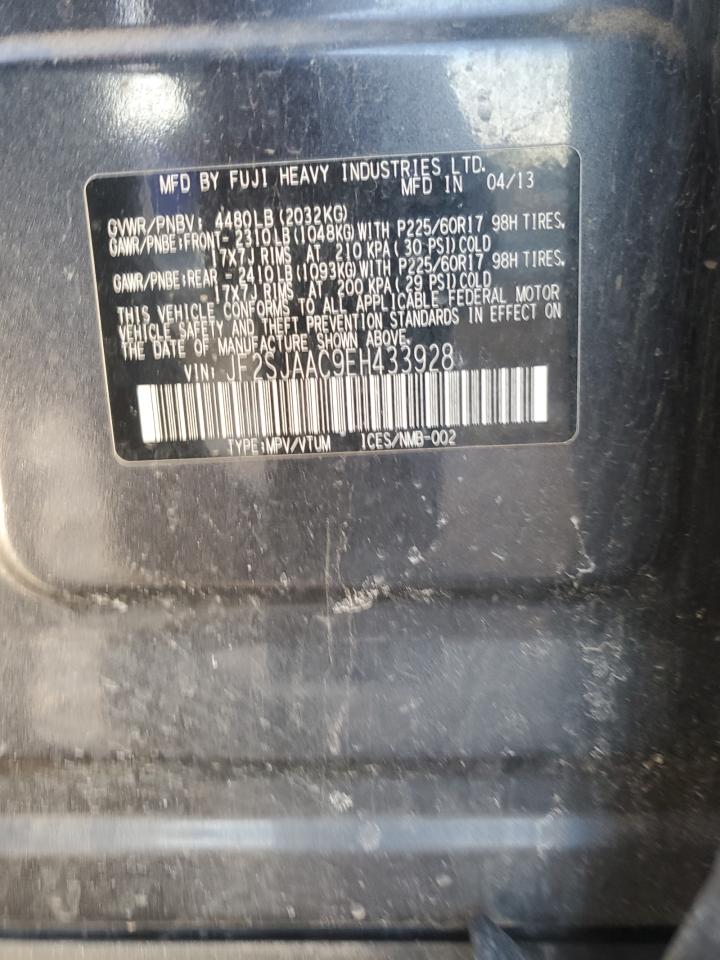 MFD BY FUJI HEAVY INDUSTRIES LTD.
MFD IN 04/13
GVWR/PNBV: 4480LB(2032KG)
GAWR/PNBE:FRONT- 2310LB(1048KG)WITH P225/60R17 98H TIRES,
17X7J RIMS AT 210 KPA(30 PSI)COLD
GAWR/PNBE:REAR - 2410LB(1093KG)WITH P225/60R17 98H TIRES,
17X7J RIMS AT 200 KPA(29 PSI)COLD
THIS VEHICLE CONFORMS TO ALL APPLICABLE FEDERAL MOTOR
VEHICLE SAFETY AND THEFT PREVENTION STANDARDS IN EFFECT ON
THE DATE OF MANUFACTURE SHOWN ABOVE.
VIN: JF2SJAAC9EH433928
TYPE:MPV/VTUM ICES/NMB-002